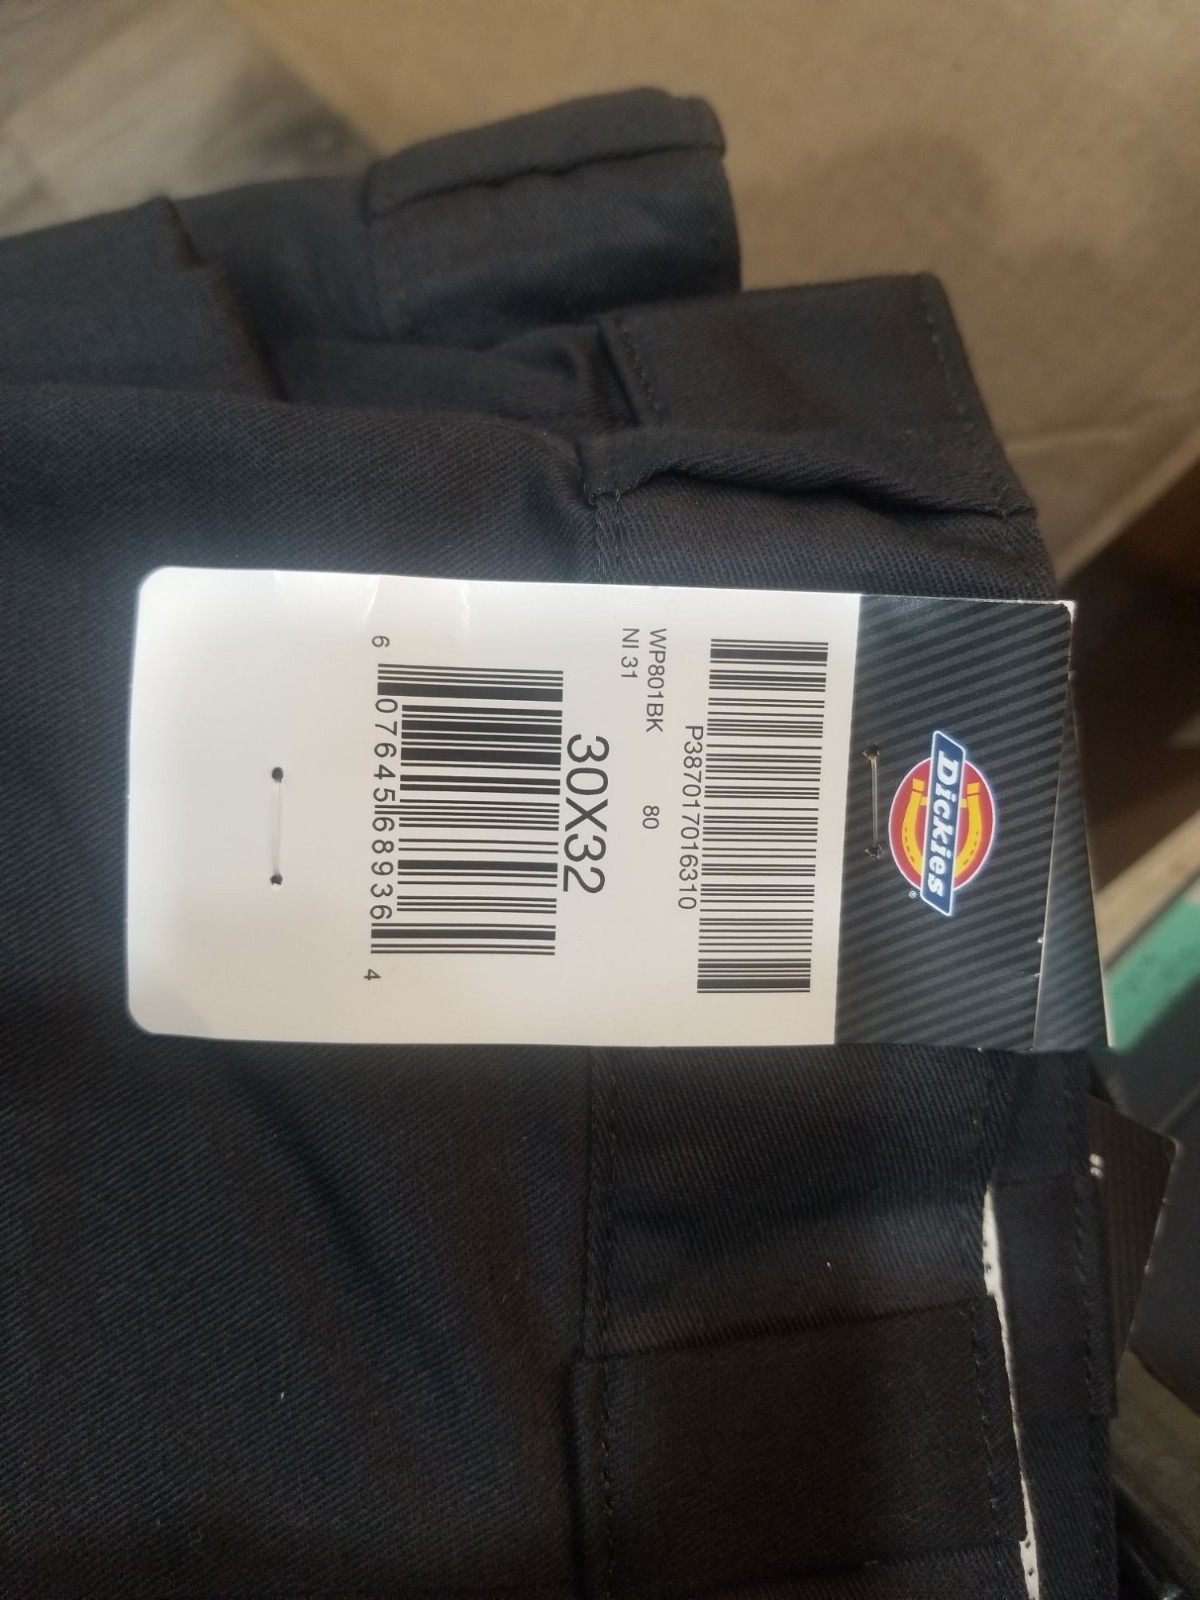 Dickies
®
P38701701631O
WP801BK 80
NI 31
30X32
6 07645 68936 4